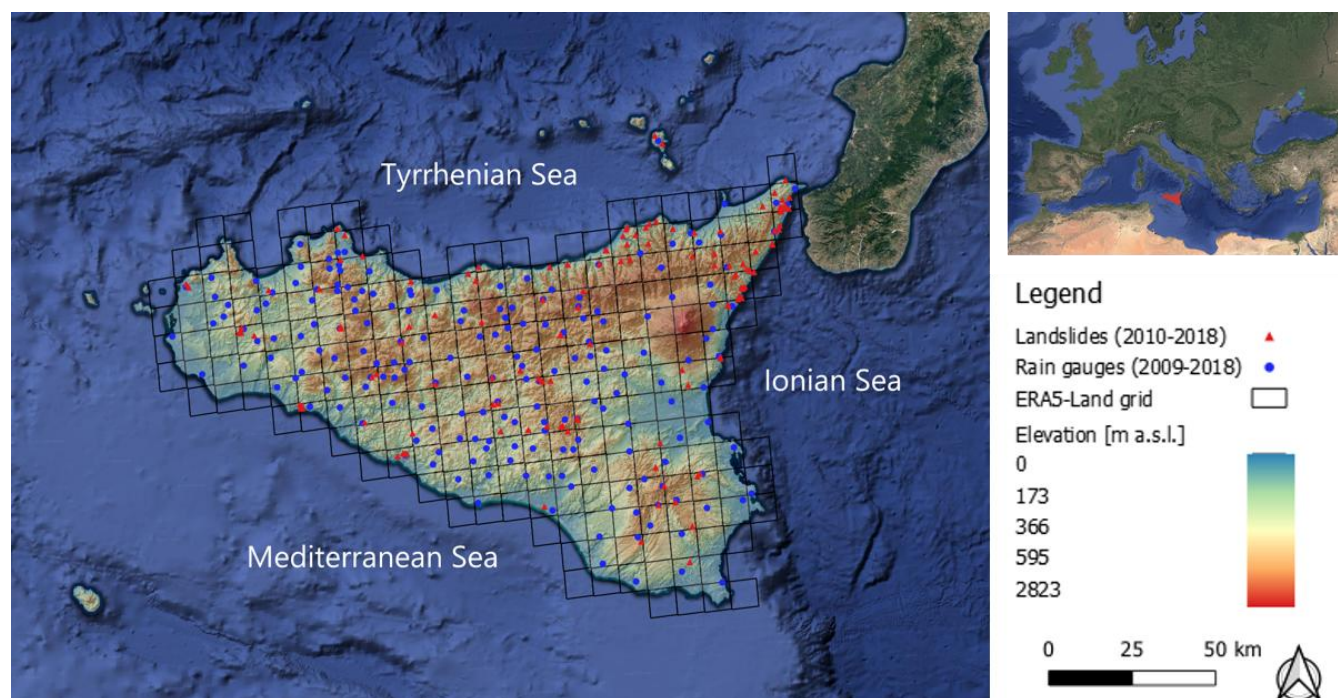 Tyrrhenian Sea
Ionian Sea
Mediterranean Sea
Legend
Landslides (2010-2018)
Rain gauges (2009-2018)
ERA5-Land grid
Elevation [m a.s.l.]
0
173
366
595
2823
0 25 50 km